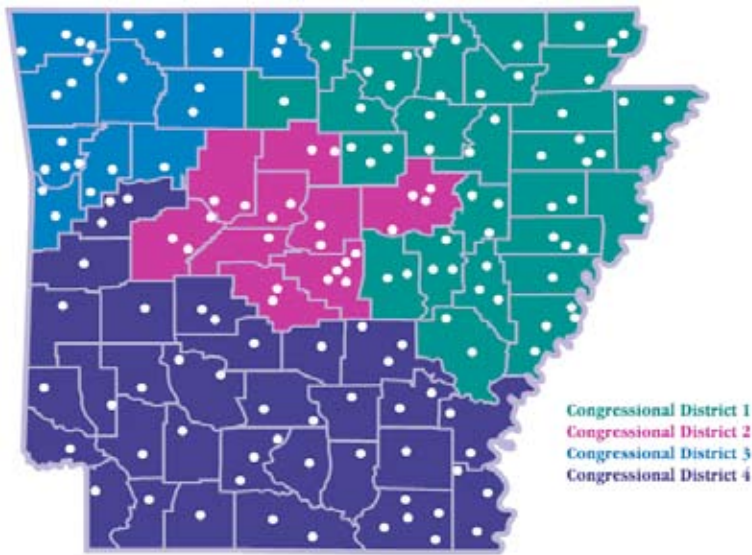 Congressional District 1
Congressional District 2
Congressional District 3
Congressional District 4